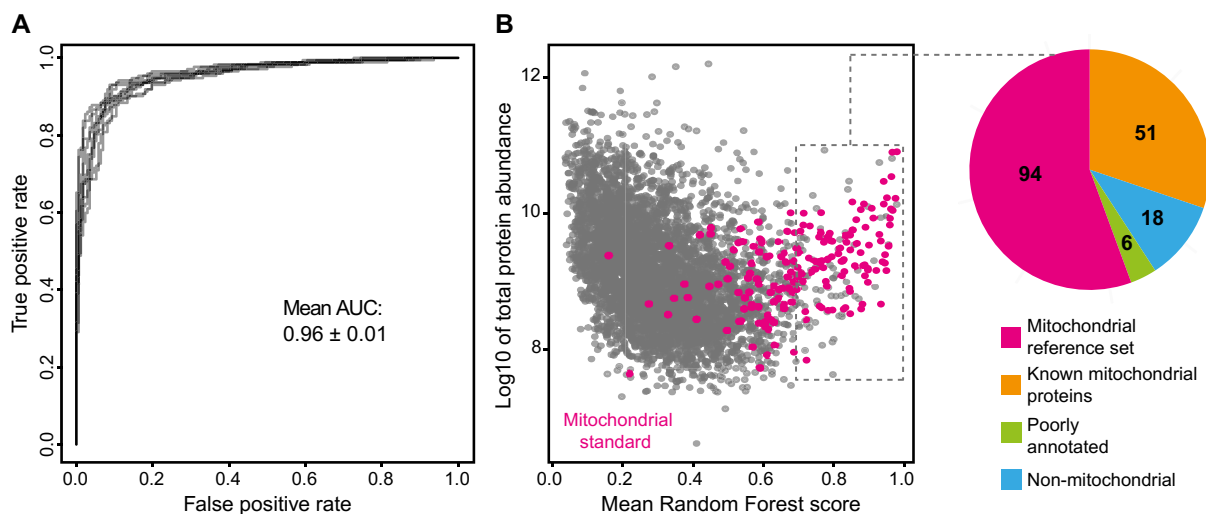 A
True positive rate
1.0
0.8
0.6
0.4
0.2
0.0
Mean AUC:
0.96 ± 0.01
0.0 0.2 0.4 0.6 0.8 1.0
False positive rate
B
Log10 of total protein abundance
12
10
8
Mitochondrial
standard
0.0 0.2 0.4 0.6 0.8 1.0
Mean Random Forest score
51
94
18
6
Mitochondrial
reference set
Known mitochondrial
proteins
Poorly
annotated
Non-mitochondrial